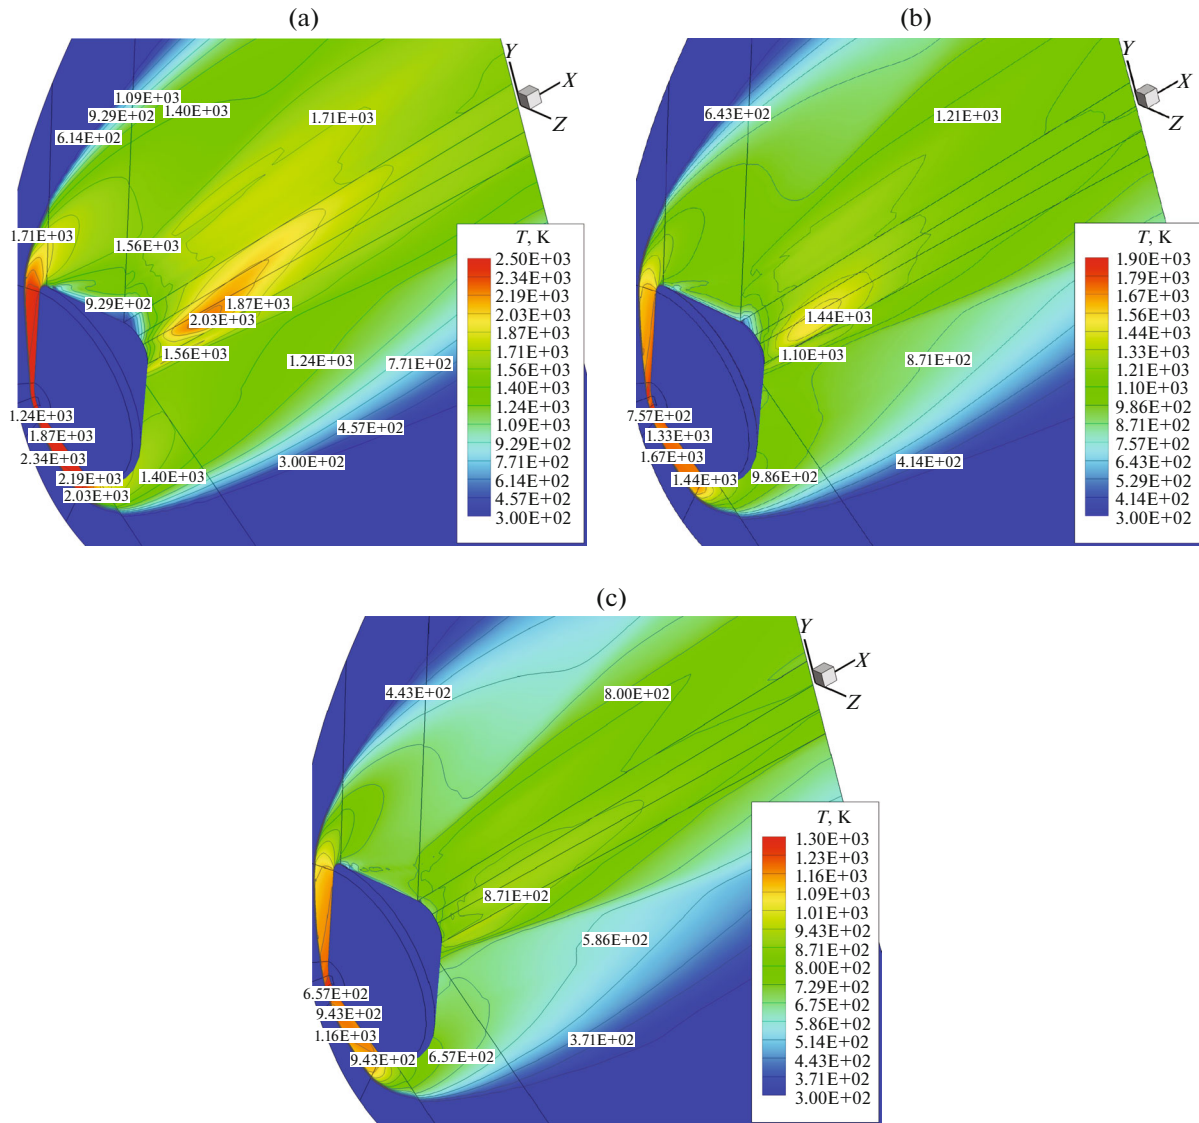 (a)
1.09E+03
9.29E+02
1.40E+03
6.14E+02
1.71E+03
1.71E+03
1.56E+03
9.29E+02
1.87E+03
2.03E+03
1.56E+03
1.24E+03
7.71E+02
1.24E+03
1.87E+03
4.57E+02
2.34E+03
3.00E+02
2.19E+03
1.40E+03
2.03E+03
Y
X
Z
T, K
2.50E+03
2.34E+03
2.19E+03
2.03E+03
1.87E+03
1.71E+03
1.56E+03
1.40E+03
1.24E+03
1.09E+03
9.29E+02
7.71E+02
6.14E+02
4.57E+02
3.00E+02
(b)
6.43E+02
1.21E+03
1.44E+03
1.10E+03
8.71E+02
7.57E+02
1.33E+03
1.67E+03
4.14E+02
1.44E+03
9.86E+02
Y
X
Z
T, K
1.90E+03
1.79E+03
1.67E+03
1.56E+03
1.44E+03
1.33E+03
1.21E+03
1.10E+03
9.86E+02
8.71E+02
7.57E+02
6.43E+02
5.29E+02
4.14E+02
3.00E+02
(c)
4.43E+02
8.00E+02
8.71E+02
5.86E+02
6.57E+02
9.43E+02
1.16E+03
3.71E+02
9.43E+02
6.57E+02
Y
X
Z
T, K
1.30E+03
1.23E+03
1.16E+03
1.09E+03
1.01E+03
9.43E+02
8.71E+02
8.00E+02
7.29E+02
6.75E+02
5.86E+02
5.14E+02
4.43E+02
3.71E+02
3.00E+02